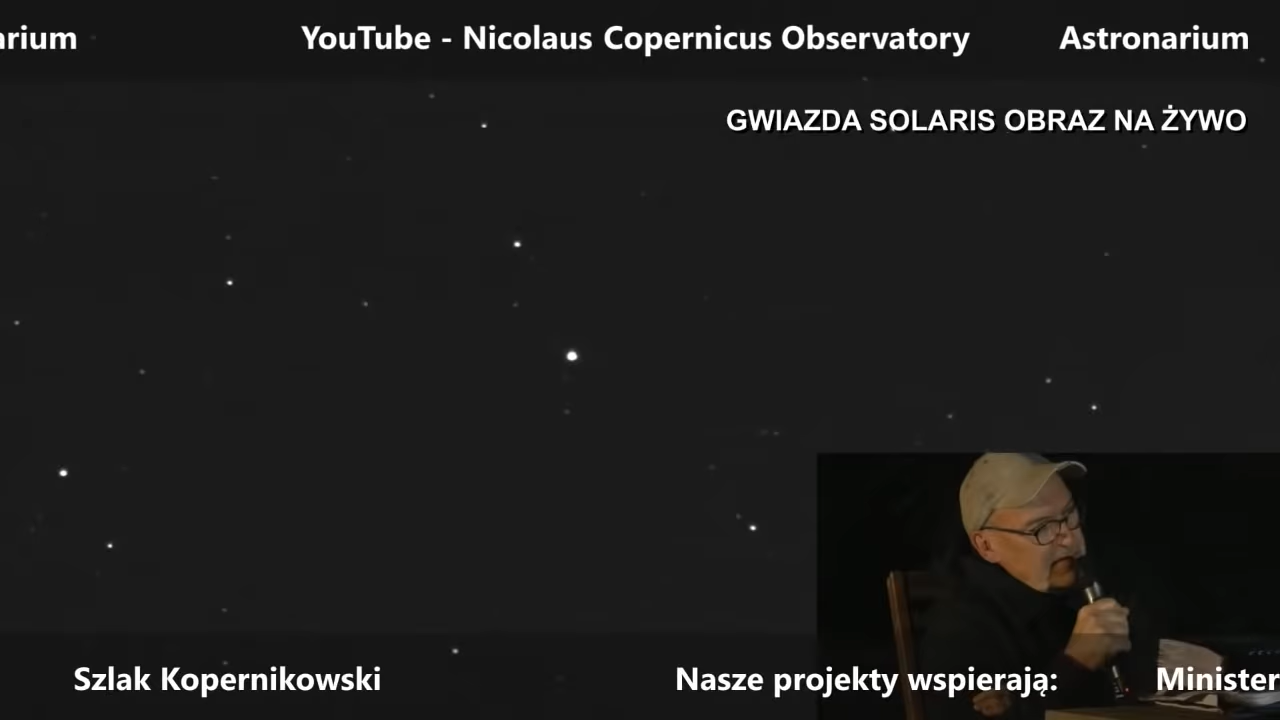 arium YouTube - Nicolaus Copernicus Observatory Astronarium
GWIAZDA SOLARIS OBRAZ NA ŻYWO
Szlak Kopernikowski Nasze projekty wspierają: Minister